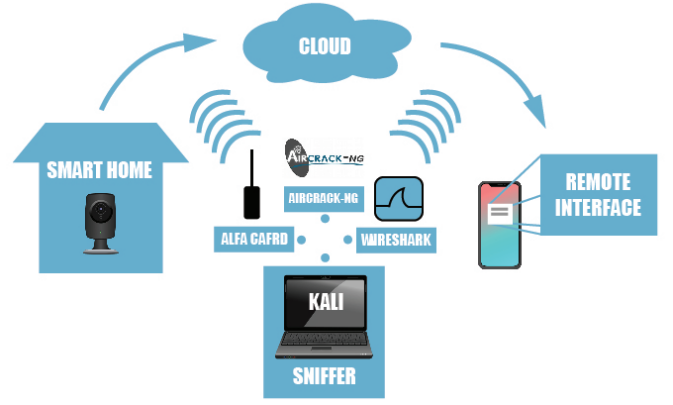 CLOUD
SMART HOME
AIRCRACK-NG
AIRCRACK-NG
ALFA CAFRD
WIRESHARK
REMOTE
INTERFACE
KALI
SNIFFER